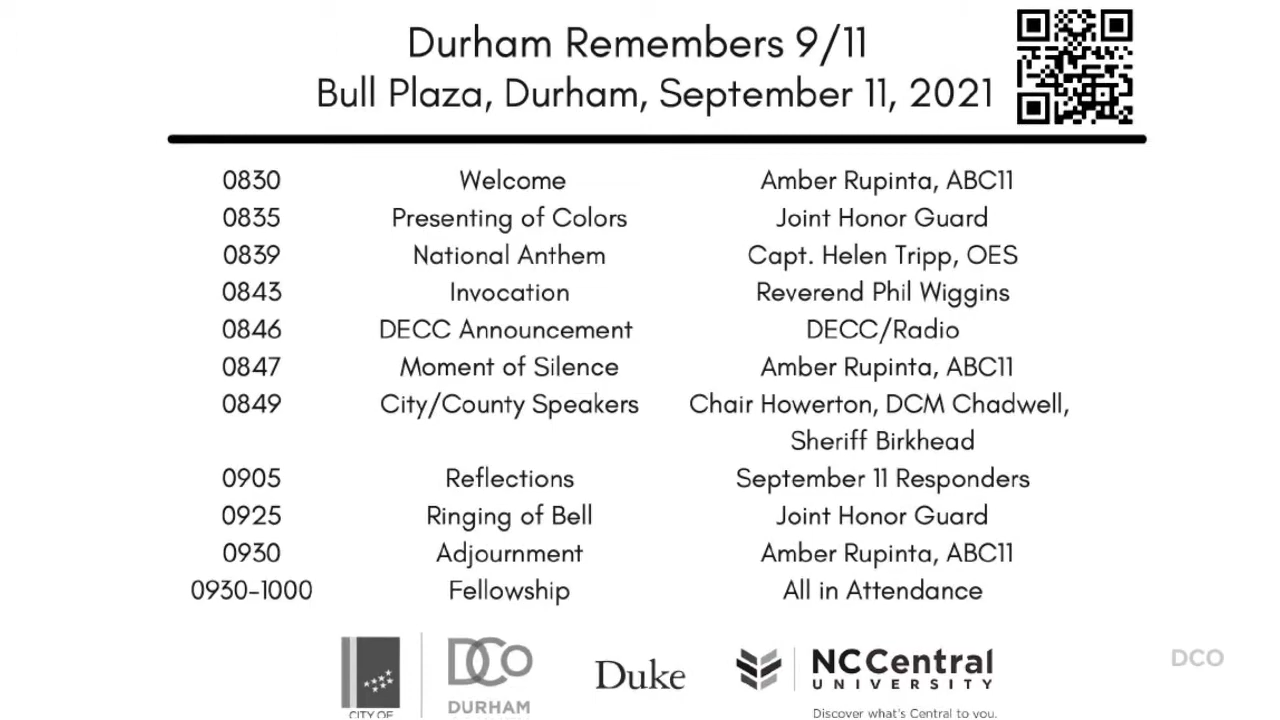 Durham Remembers 9/11
Bull Plaza, Durham, September 11, 2021
0830 Welcome Amber Rupinta, ABC11
0835 Presenting of Colors Joint Honor Guard
0839 National Anthem Capt. Helen Tripp, OES
0843 Invocation Reverend Phil Wiggins
0846 DECC Announcement DECC/Radio
0847 Moment of Silence Amber Rupinta, ABC11
0849 City/County Speakers Chair Howerton, DCM Chadwell,
Sheriff Birkhead
0905 Reflections September 11 Responders
0925 Ringing of Bell Joint Honor Guard
0930 Adjournment Amber Rupinta, ABC11
0930-1000 Fellowship All in Attendance
CITY OF
DCO
DURHAM
Duke
NCCentral
UNIVERSITY
Discover what's Central to you.
DCO